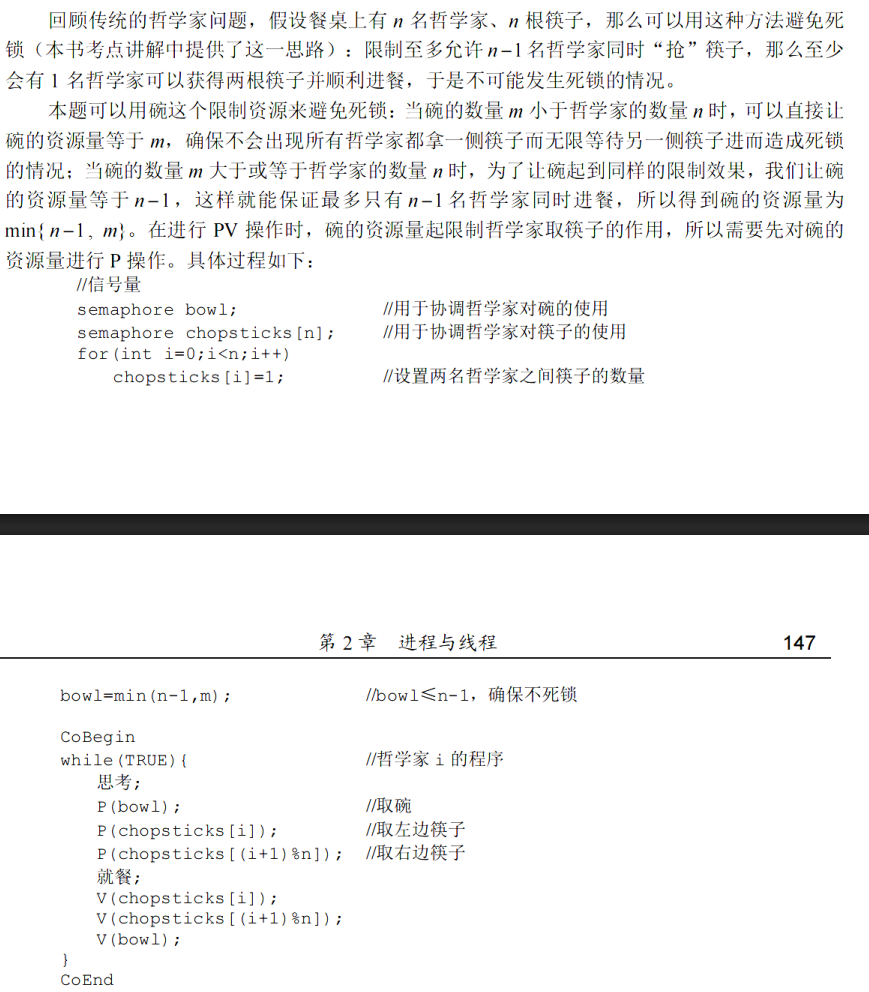 回顾传统的哲学家问题，假设餐桌上有 n 名哲学家、n 根筷子，那么可以用这种方法避免死
锁（本书考点讲解中提供了这一思路）：限制至多允许 n−1 名哲学家同时“抢”筷子，那么至少
会有 1 名哲学家可以获得两根筷子并顺利进餐，于是不可能发生死锁的情况。
本题可以用碗这个限制资源来避免死锁：当碗的数量 m 小于哲学家的数量 n 时，可以直接让
碗的资源量等于 m，确保不会出现所有哲学家都拿一侧筷子而无限等待另一侧筷子进而造成死锁
的情况；当碗的数量 m 大于或等于哲学家的数量 n 时，为了让碗起到同样的限制效果，我们让碗
的资源量等于 n−1，这样就能保证最多只有 n−1 名哲学家同时进餐，所以得到碗的资源量为
min{ n−1, m}。在进行 PV 操作时，碗的资源量起限制哲学家取筷子的作用，所以需要先对碗的
资源量进行 P 操作。具体过程如下：
//信号量
semaphore bowl; //用于协调哲学家对碗的使用
semaphore chopsticks[n]; //用于协调哲学家对筷子的使用
for(int i=0;i<n;i++)
chopsticks[i]=1; //设置两名哲学家之间筷子的数量
第 2 章 进程与线程 147
bowl=min(n-1,m); //bowl≤n-1，确保不死锁
CoBegin
while(TRUE){ //哲学家 i 的程序
思考;
P(bowl); //取碗
P(chopsticks[i]); //取左边筷子
P(chopsticks[(i+1)%n]); //取右边筷子
就餐;
V(chopsticks[i]);
V(chopsticks[(i+1)%n]);
V(bowl);
}
CoEnd